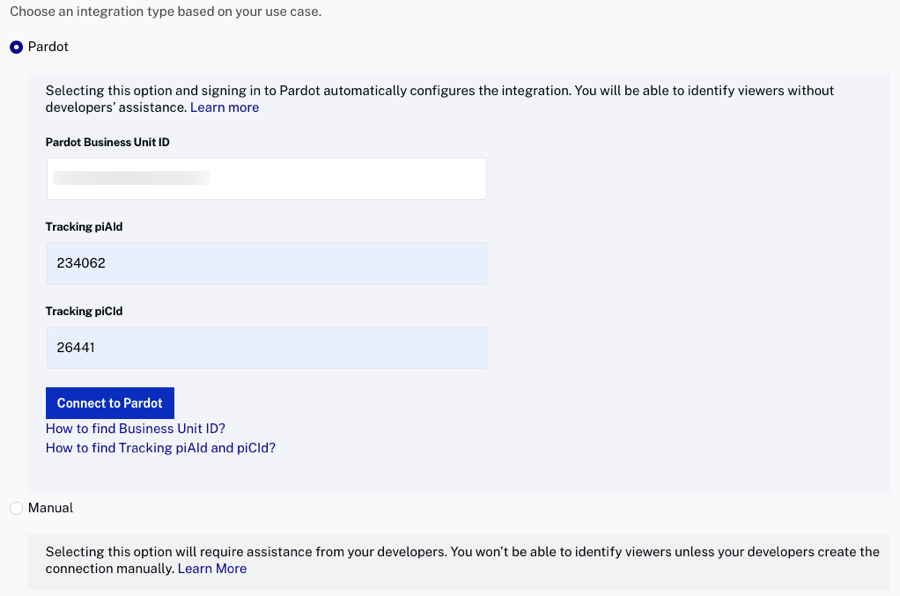 Choose an integration type based on your use case.
Pardot
Selecting this option and signing in to Pardot automatically configures the integration. You will be able to identify viewers without
developers’ assistance. Learn more
Pardot Business Unit ID
Tracking piAId
234062
Tracking piCId
26441
Connect to Pardot
How to find Business Unit ID?
How to find Tracking piAId and piCId?
Manual
Selecting this option will require assistance from your developers. You won’t be able to identify viewers unless your developers create the
connection manually. Learn More